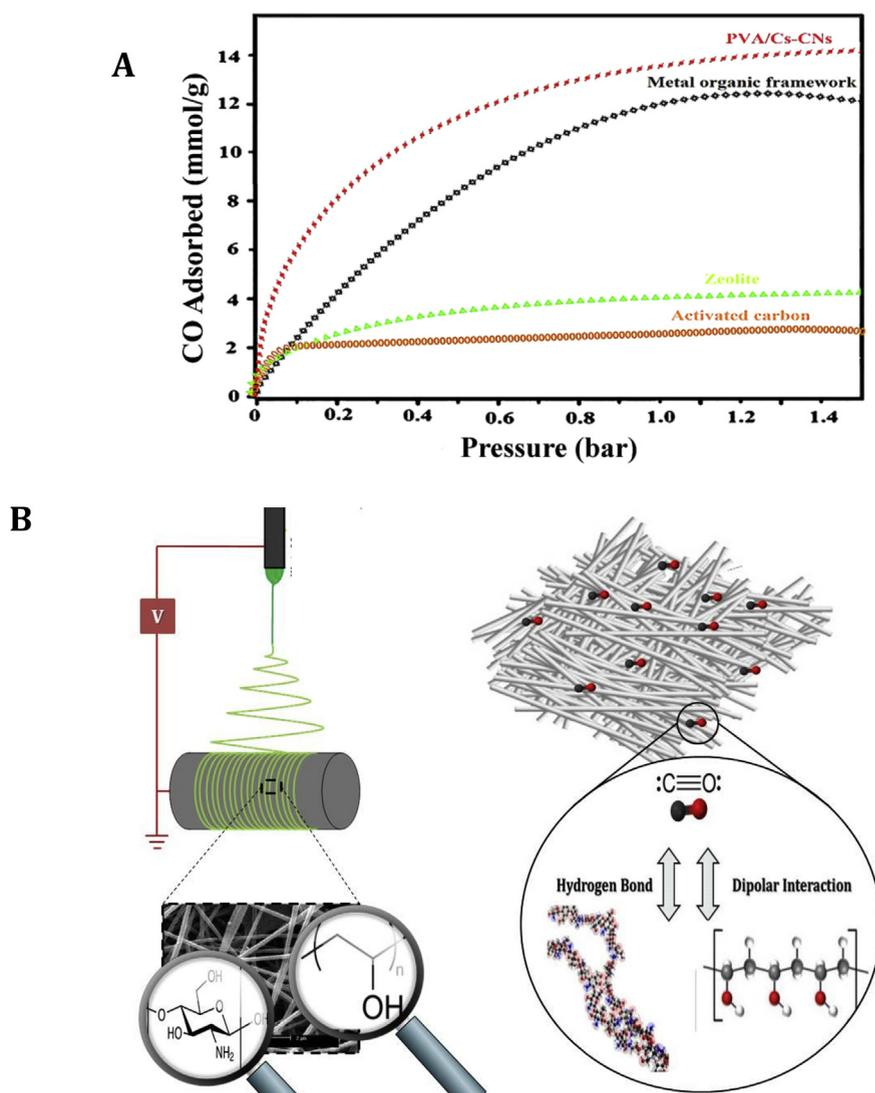 A
CO Adsorbed (mmol/g)
14
12
10
8
6
4
2
0
PVA/Cs-CNs
Metal organic framework
Zeolite
Activated carbon
0 0.2 0.4 0.6 0.8 1.0 1.2 1.4
Pressure (bar)
B
V
:C≡O:
Hydrogen Bond
Dipolar Interaction
n
OH
OH
O
O
HO
NH₂
OH